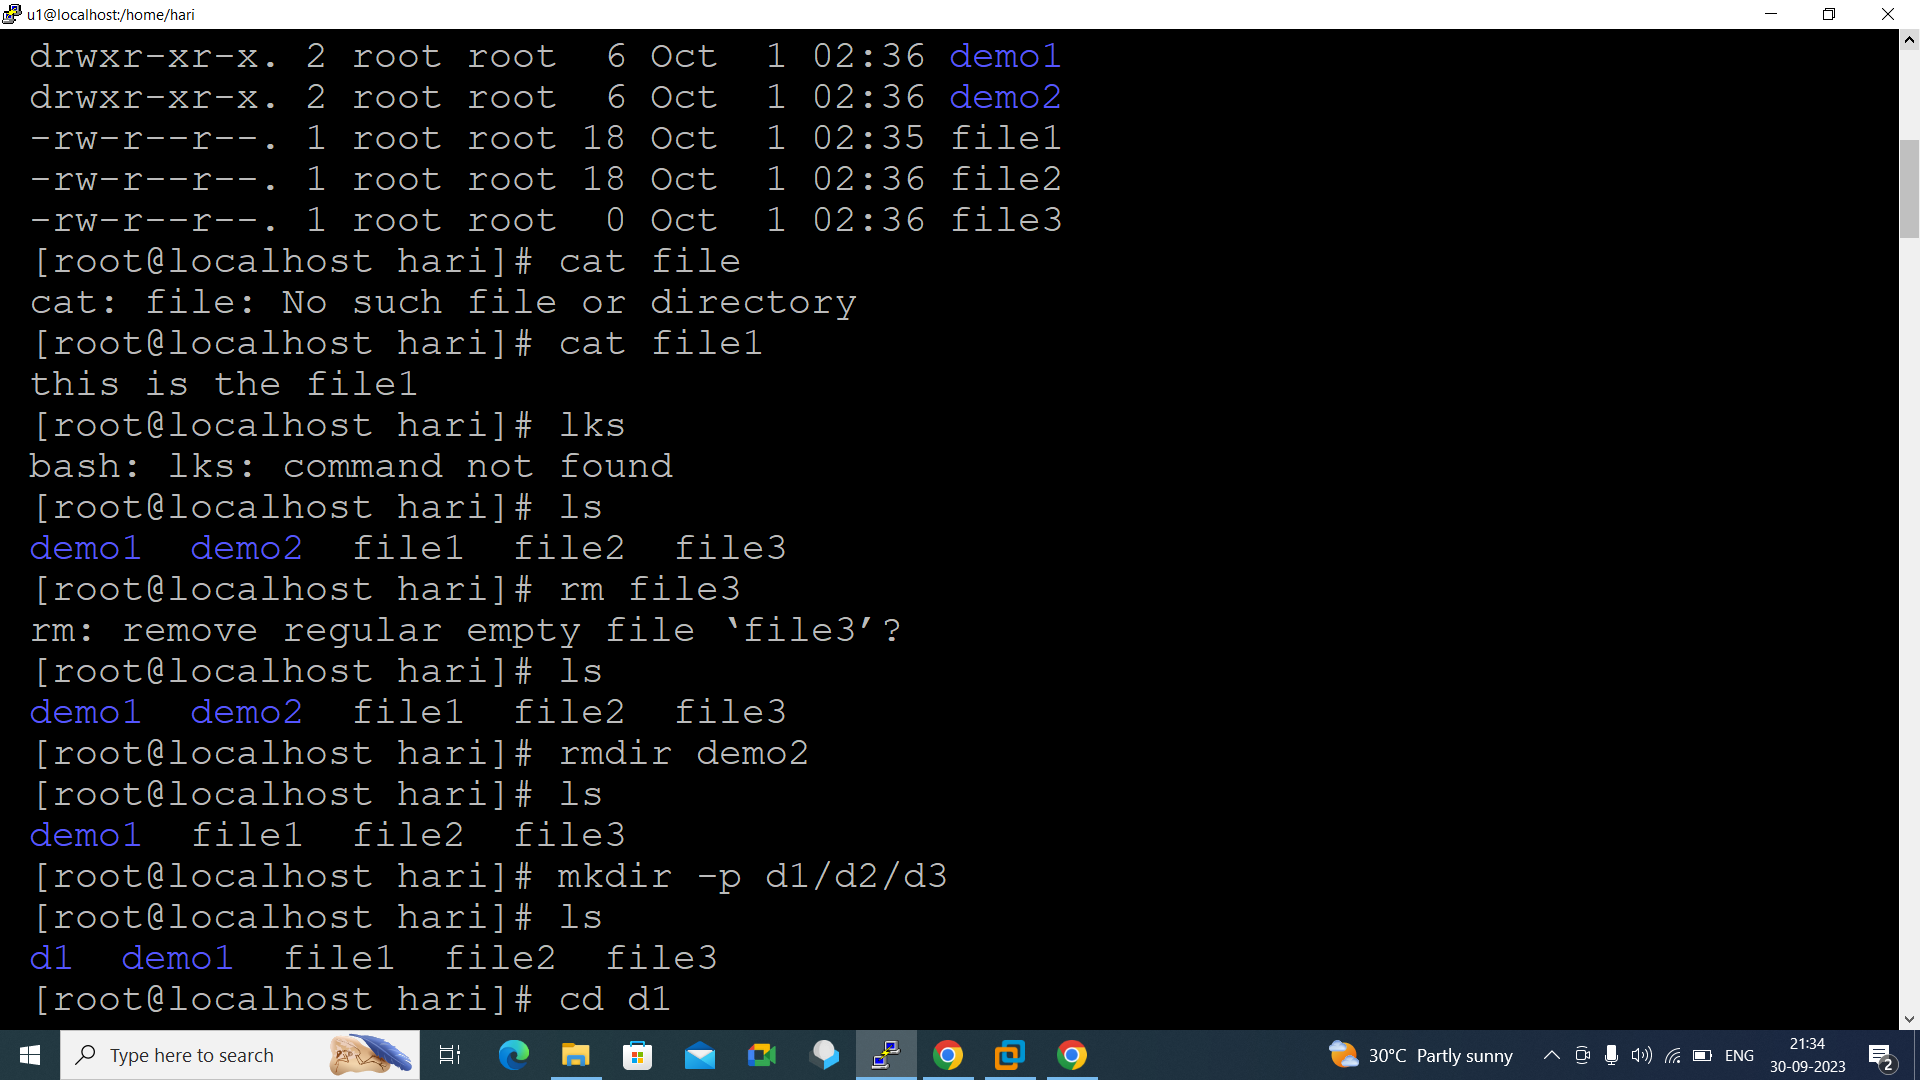 u1@localhost:/home/hari
drwxr-xr-x. 2 root root  6 Oct  1 02:36 demo1
drwxr-xr-x. 2 root root  6 Oct  1 02:36 demo2
-rw-r--r--. 1 root root 18 Oct  1 02:35 file1
-rw-r--r--. 1 root root 18 Oct  1 02:36 file2
-rw-r--r--. 1 root root  0 Oct  1 02:36 file3
[root@localhost hari]# cat file
cat: file: No such file or directory
[root@localhost hari]# cat file1
this is the file1
[root@localhost hari]# lks
bash: lks: command not found
[root@localhost hari]# ls
demo1  demo2  file1  file2  file3
[root@localhost hari]# rm file3
rm: remove regular empty file ‘file3’?
[root@localhost hari]# ls
demo1  demo2  file1  file2  file3
[root@localhost hari]# rmdir demo2
[root@localhost hari]# ls
demo1  file1  file2  file3
[root@localhost hari]# mkdir -p d1/d2/d3
[root@localhost hari]# ls
d1  demo1  file1  file2  file3
[root@localhost hari]# cd d1
Type here to search
30°C Partly sunny
ENG
21:34
30-09-2023
2